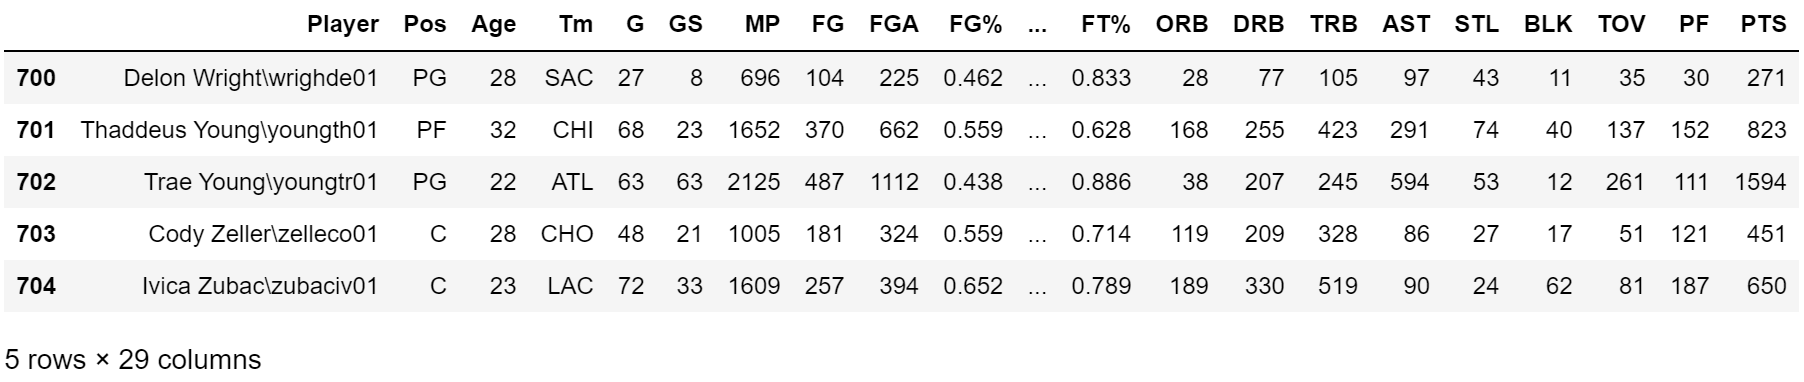 Player Pos Age Tm G GS MP FG FGA FG% ... FT% ORB DRB TRB AST STL BLK TOV PF PTS
700 Delon Wright\wrighde01 PG 28 SAC 27 8 696 104 225 0.462 ... 0.833 28 77 105 97 43 11 35 30 271
701 Thaddeus Young\youngth01 PF 32 CHI 68 23 1652 370 662 0.559 ... 0.628 168 255 423 291 74 40 137 152 823
702 Trae Young\youngtr01 PG 22 ATL 63 63 2125 487 1112 0.438 ... 0.886 38 207 245 594 53 12 261 111 1594
703 Cody Zeller\zelleco01 C 28 CHO 48 21 1005 181 324 0.559 ... 0.714 119 209 328 86 27 17 51 121 451
704 Ivica Zubac\zubaciv01 C 23 LAC 72 33 1609 257 394 0.652 ... 0.789 189 330 519 90 24 62 81 187 650
5 rows × 29 columns